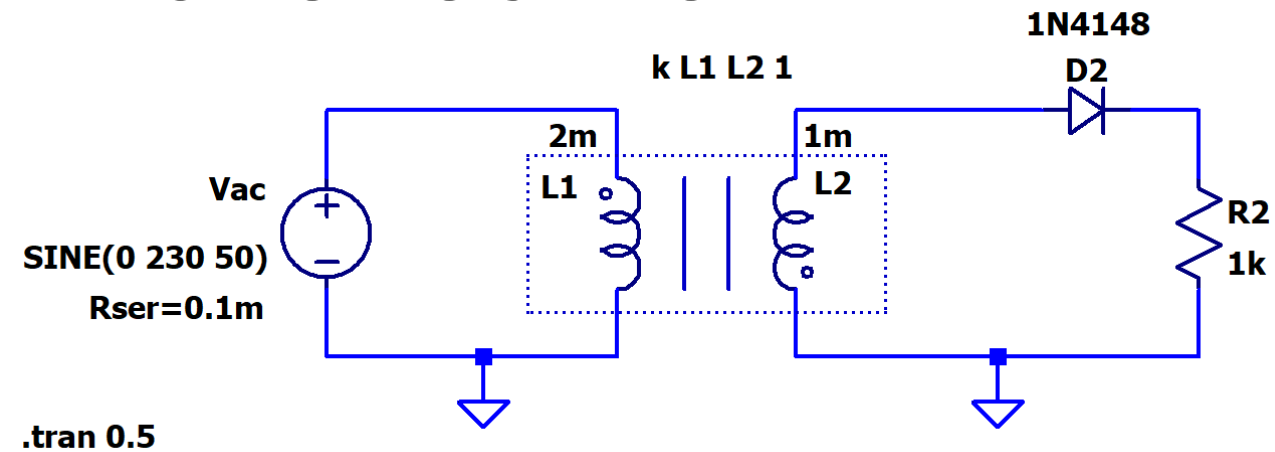 1N4148
D2
k L1 L2 1
2m
1m
L1
L2
Vac
SINE(0 230 50)
Rser=0.1m
R2
1k
.tran 0.5